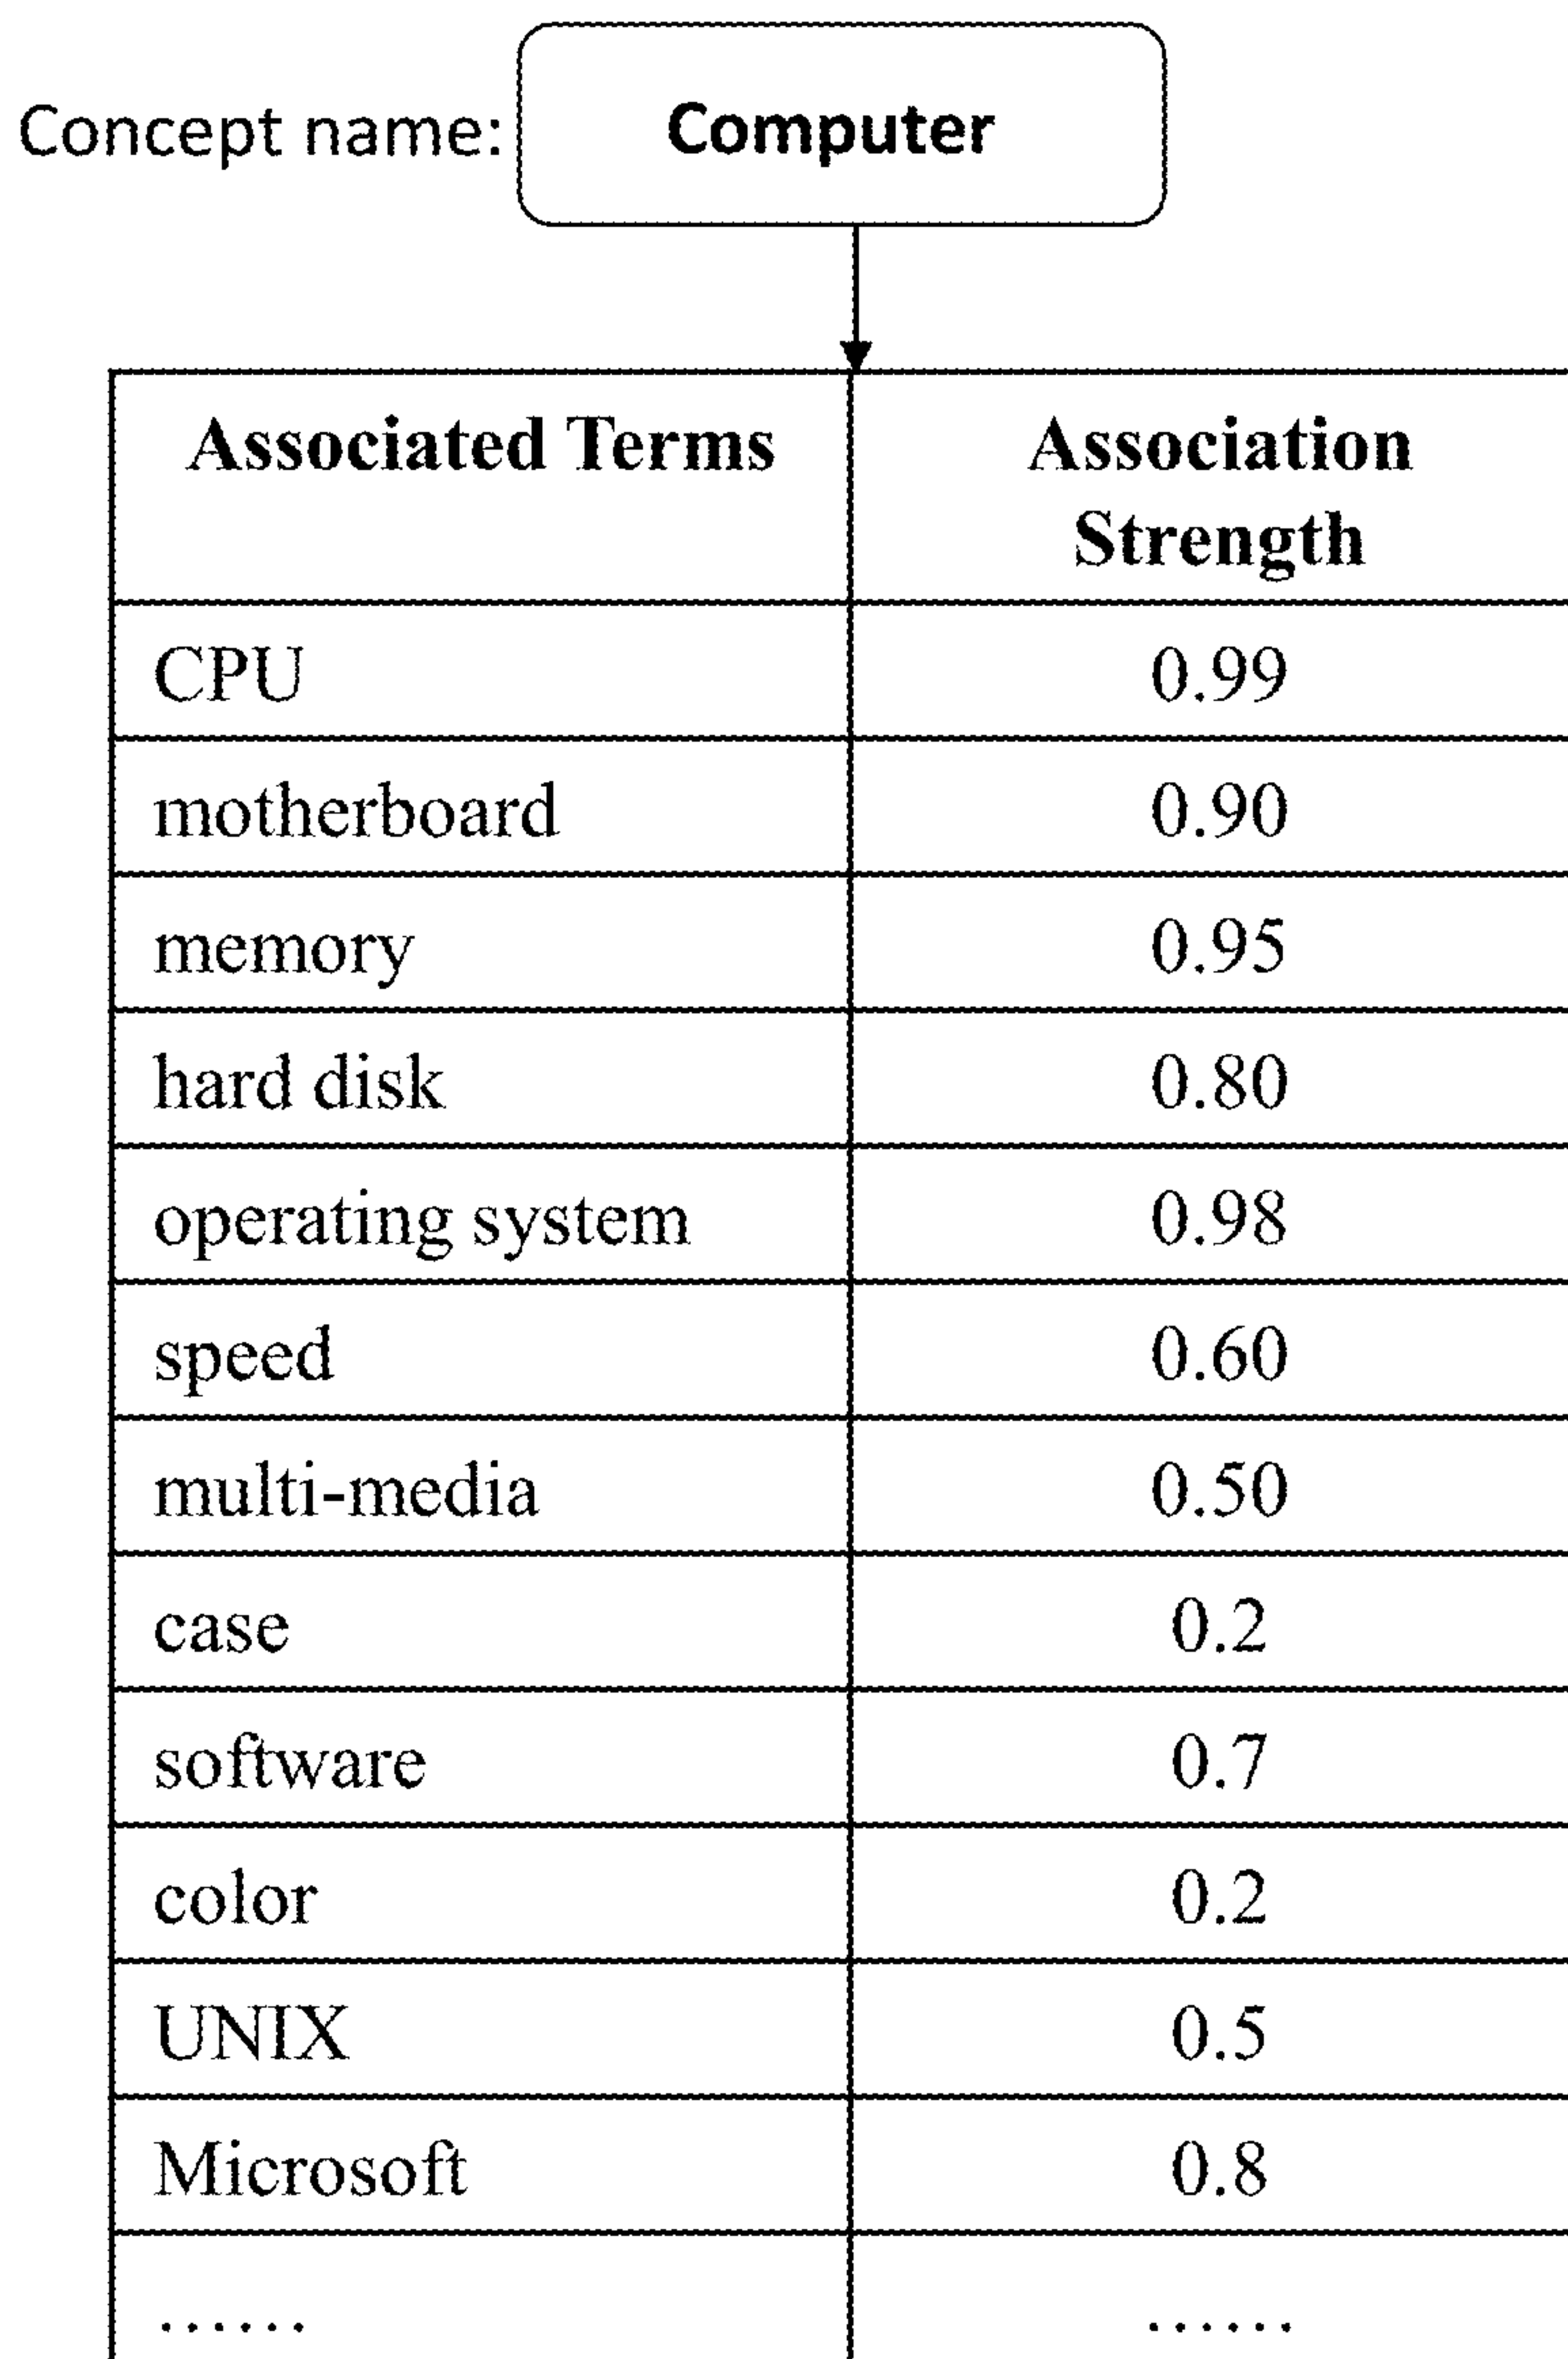 Concept name: Computer
Associated Terms Association
Strength
CPU 0.99
motherboard 0.90
memory 0.95
hard disk 0.80
operating system 0.98
speed 0.60
multi-media 0.50
case 0.2
software 0.7
color 0.2
UNIX 0.5
Microsoft 0.8
...... ......